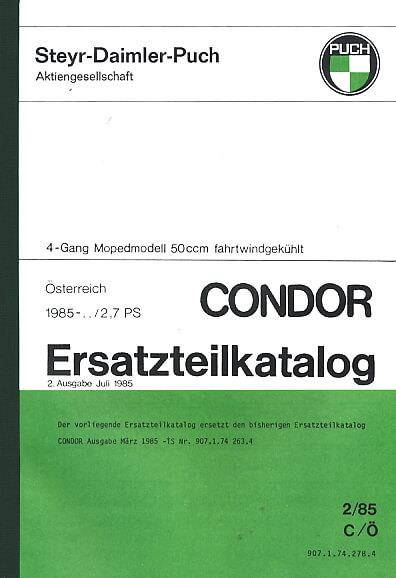 Steyr-Daimler-Puch
Aktiengesellschaft
PUCH
4-Gang Mopedmodell 50ccm fahrtwindgekühlt
Österreich
CONDOR
1985-../2,7 PS
Ersatzteilkatalog
2. Ausgabe Juli 1985
Der vorliegende Ersatzteilkatalog ersetzt den bisherigen Ersatzteilkatalog
CONDOR Ausgabe März 1985 -TS Nr. 907.1.74 263.4
2/85
C/Ö
907.1.74.278.4